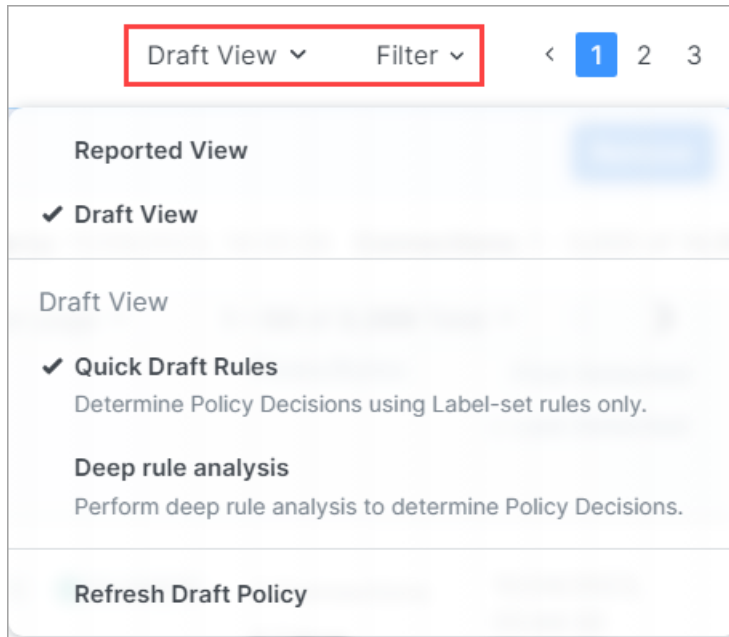 Draft View Filter 1 2 3
Reported View
Draft View
Draft View
Quick Draft Rules
Determine Policy Decisions using Label-set rules only.
Deep rule analysis
Perform deep rule analysis to determine Policy Decisions.
Refresh Draft Policy